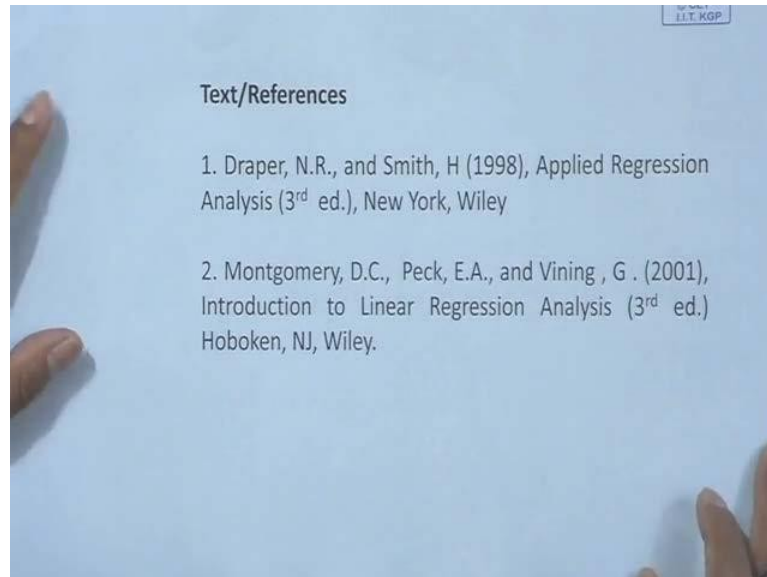 I.I.T. KGP
Text/References
1. Draper, N.R., and Smith, H (1998), Applied Regression
Analysis (3rd ed.), New York, Wiley
2. Montgomery, D.C., Peck, E.A., and Vining , G . (2001),
Introduction to Linear Regression Analysis (3rd ed.)
Hoboken, NJ, Wiley.